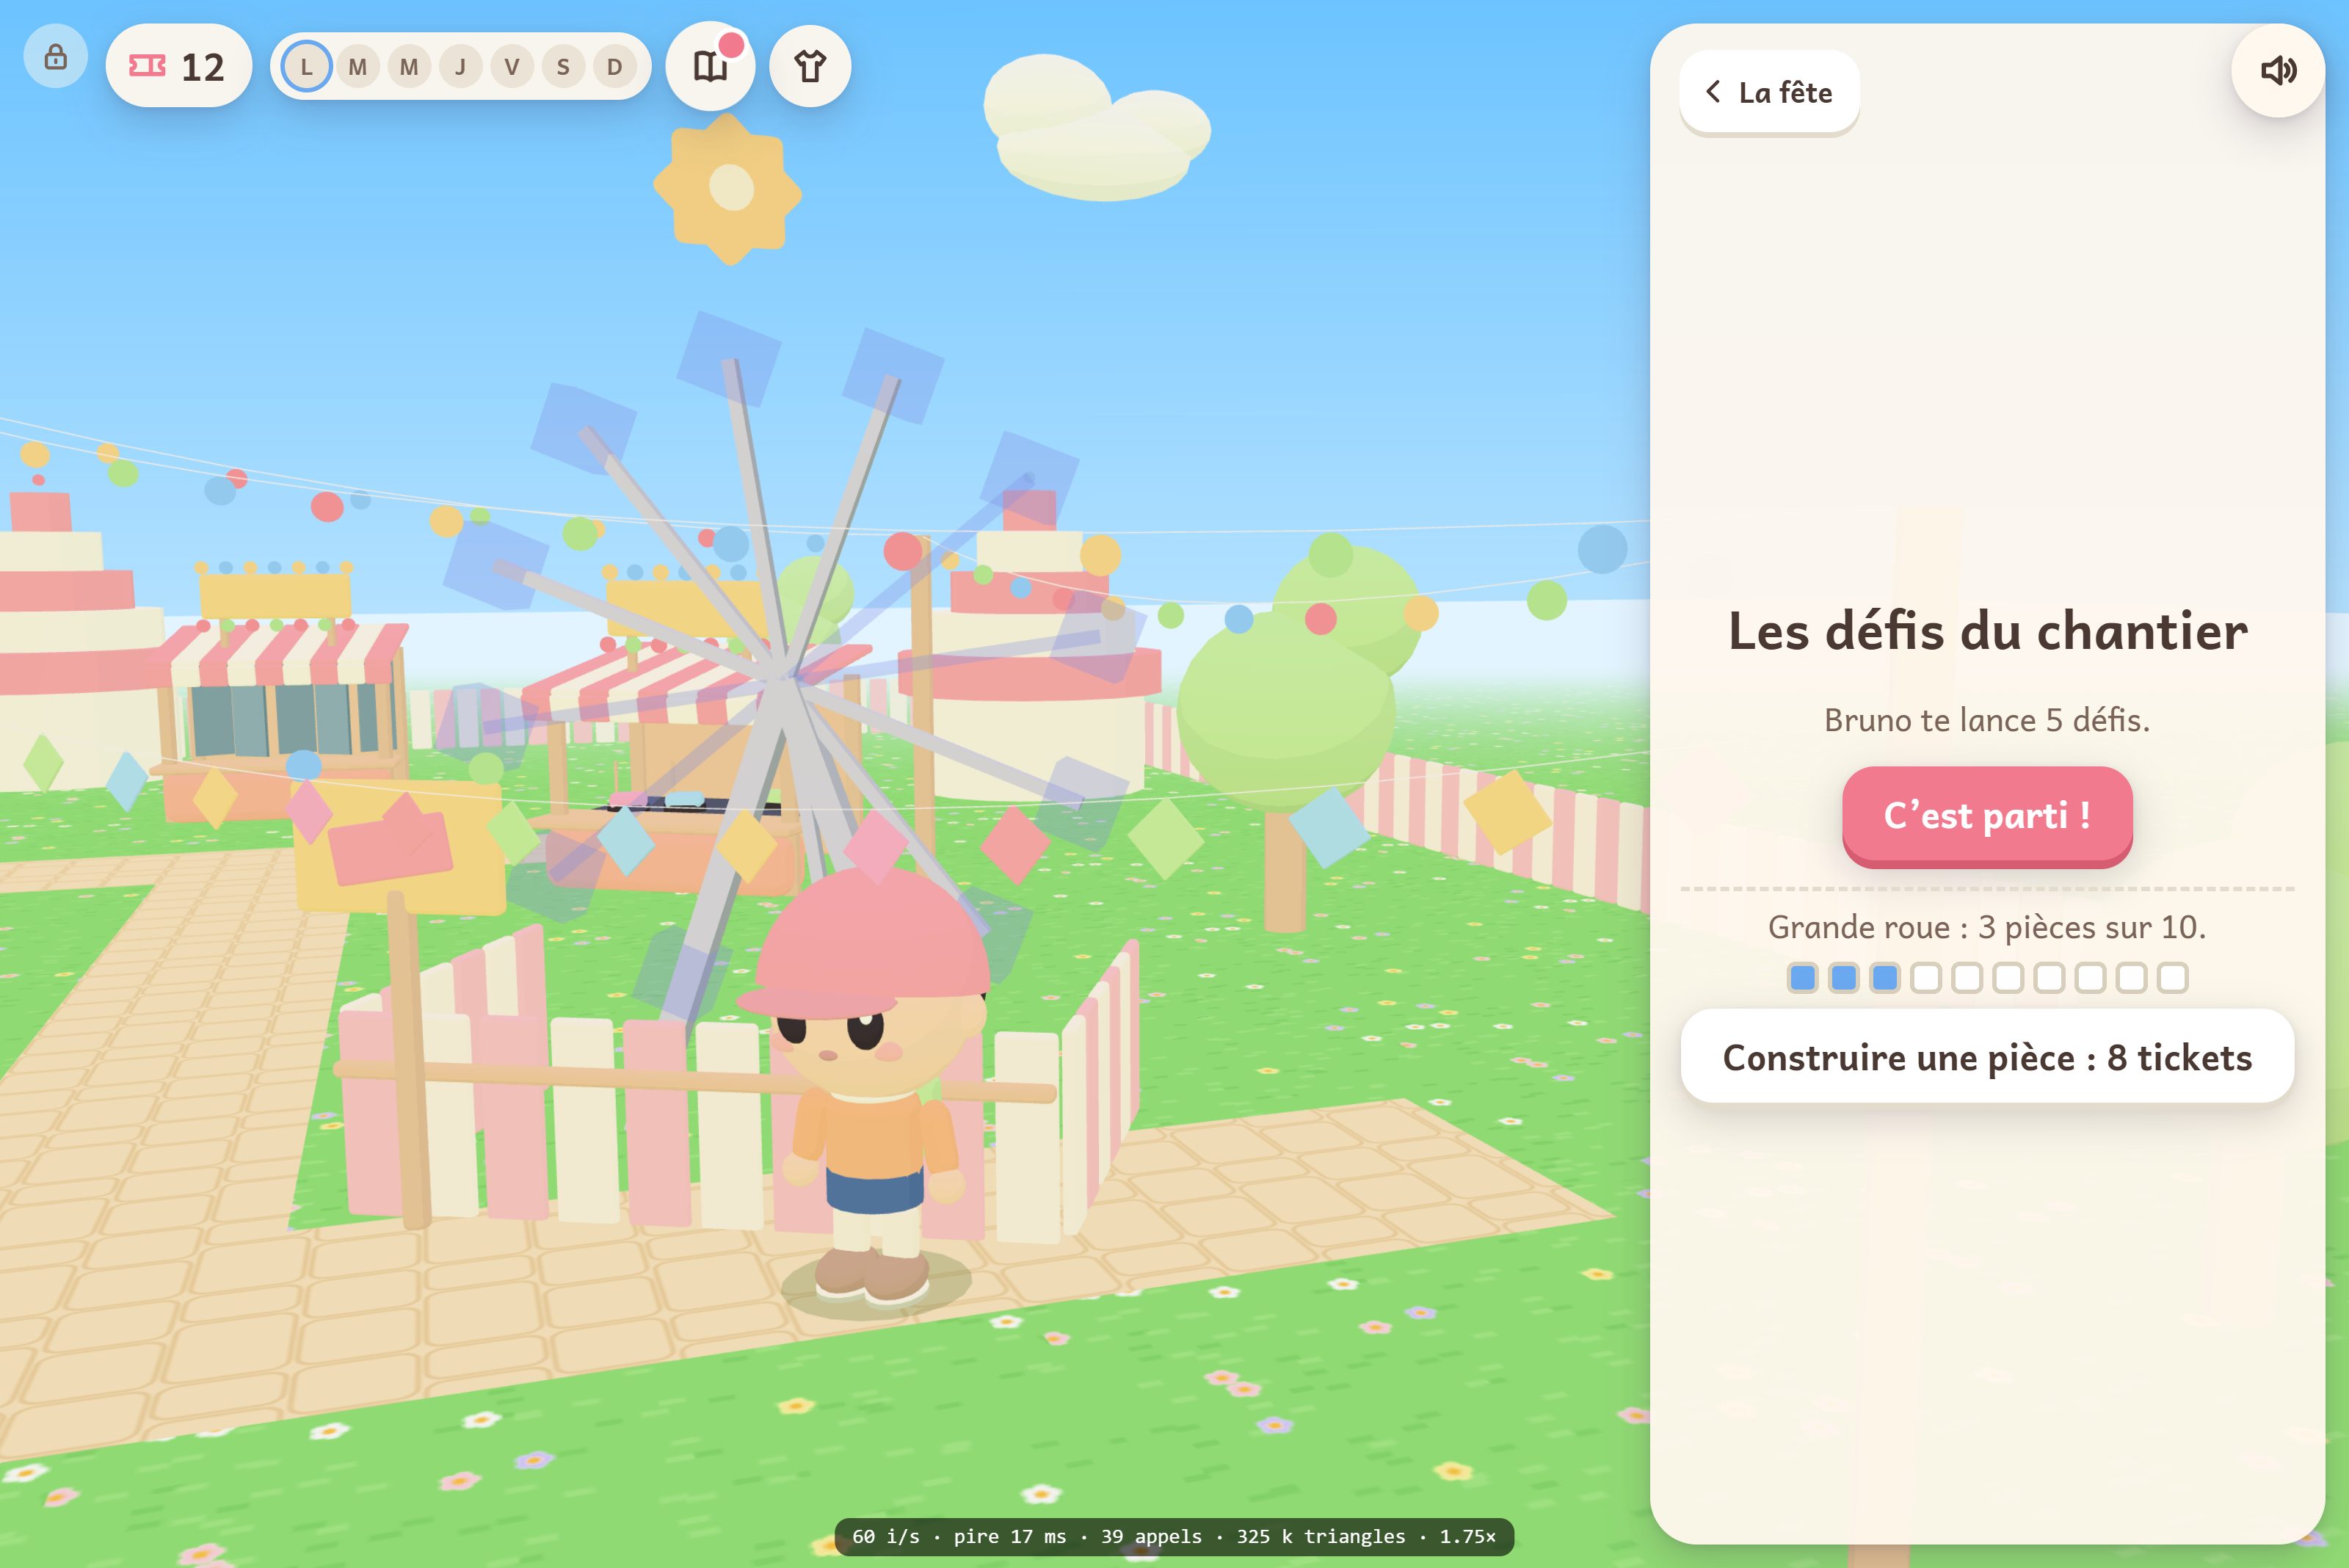 12
L M M J V S D
La fête
Les défis du chantier
Bruno te lance 5 défis.
C’est parti !
Grande roue : 3 pièces sur 10.
Construire une pièce : 8 tickets
60 i/s · pire 17 ms · 39 appels · 325 k triangles · 1.75×